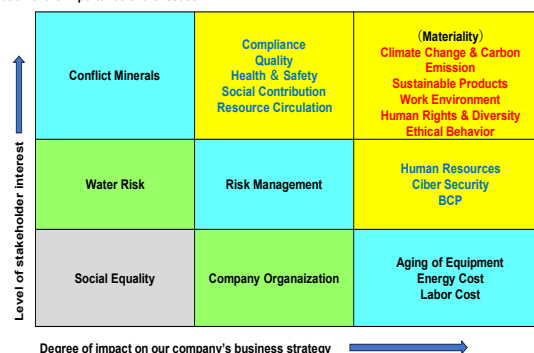 Level of stakeholder interest
Conflict Minerals
Compliance
Quality
Health & Safety
Social Contribution
Resource Circulation
(Materiality)
Climate Change & Carbon
Emission
Sustainable Products
Work Environment
Human Rights & Diversity
Ethical Behavior
Water Risk
Risk Management
Human Resources
Ciber Security
BCP
Social Equality
Company Organaization
Aging of Equipment
Energy Cost
Labor Cost
Degree of impact on our company's business strategy